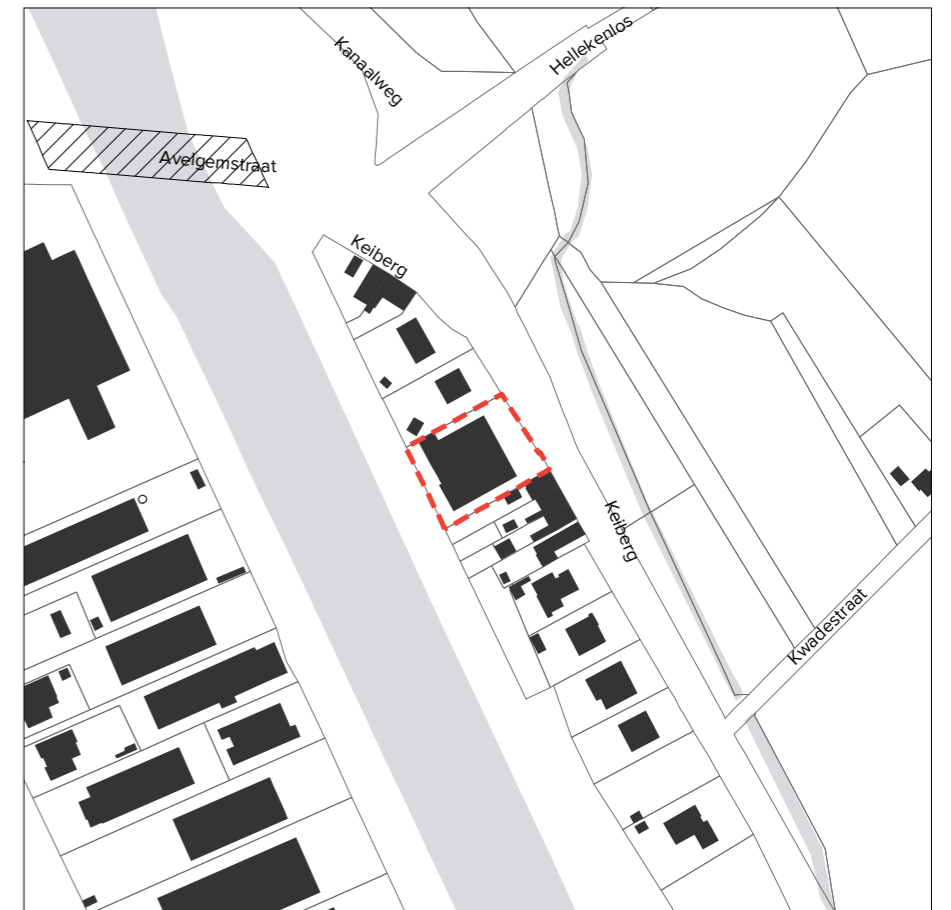 Kanaalweg
Hellekenlos
Avelgemstraat
Keiberg
Keiberg
Kwadestraat